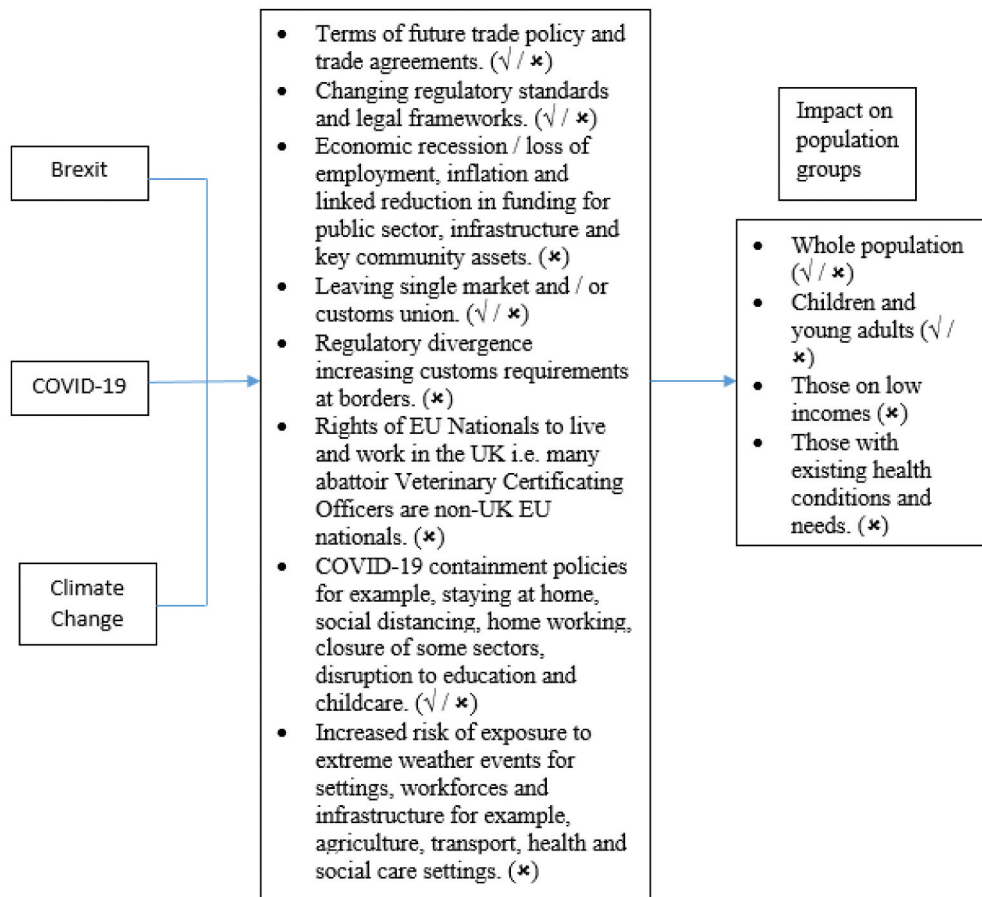 Brexit
COVID-19
Climate
Change
• Terms of future trade policy and
trade agreements. (√ / ×)
• Changing regulatory standards
and legal frameworks. (√ / ×)
• Economic recession / loss of
employment, inflation and
linked reduction in funding for
public sector, infrastructure and
key community assets. (×)
• Leaving single market and / or
customs union. (√ / ×)
• Regulatory divergence
increasing customs requirements
at borders. (×)
• Rights of EU Nationals to live
and work in the UK i.e. many
abattoir Veterinary Certificating
Officers are non-UK EU
nationals. (×)
• COVID-19 containment policies
for example, staying at home,
social distancing, home working,
closure of some sectors,
disruption to education and
childcare. (√ / ×)
• Increased risk of exposure to
extreme weather events for
settings, workforces and
infrastructure for example,
agriculture, transport, health and
social care settings. (×)
Impact on
population
groups
• Whole population
(√ / ×)
• Children and
young adults (√ /
×)
• Those on low
incomes (×)
• Those with
existing health
conditions and
needs. (×)